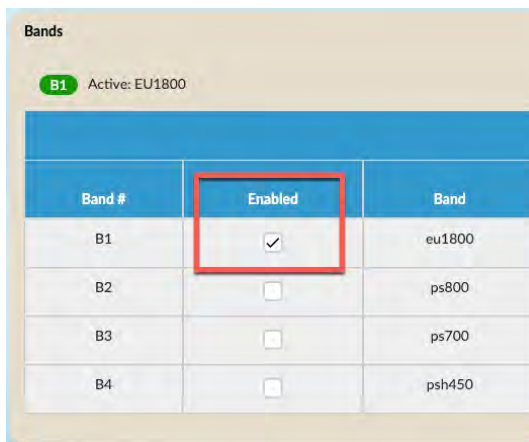 Bands
B1 Active: EU1800
Band # Enabled Band
B1 eu1800
B2 ps800
B3 ps700
B4 psh450